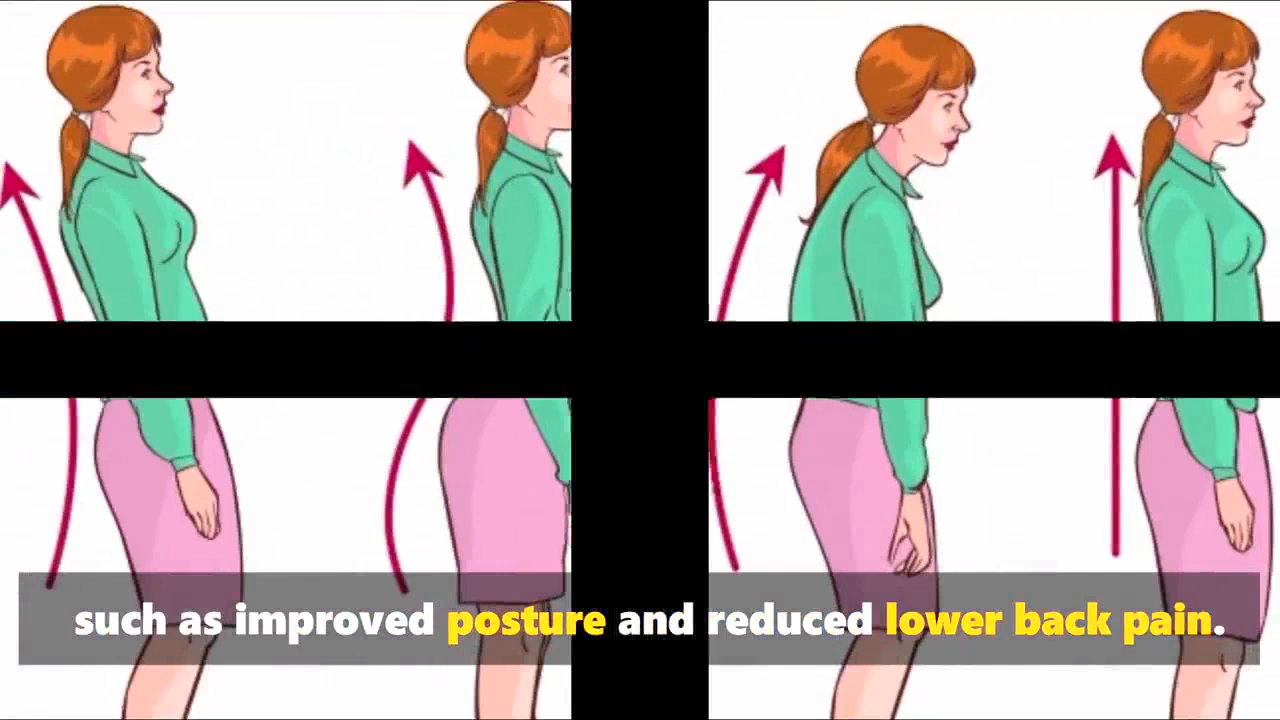 such as improved posture and reduced lower back pain.